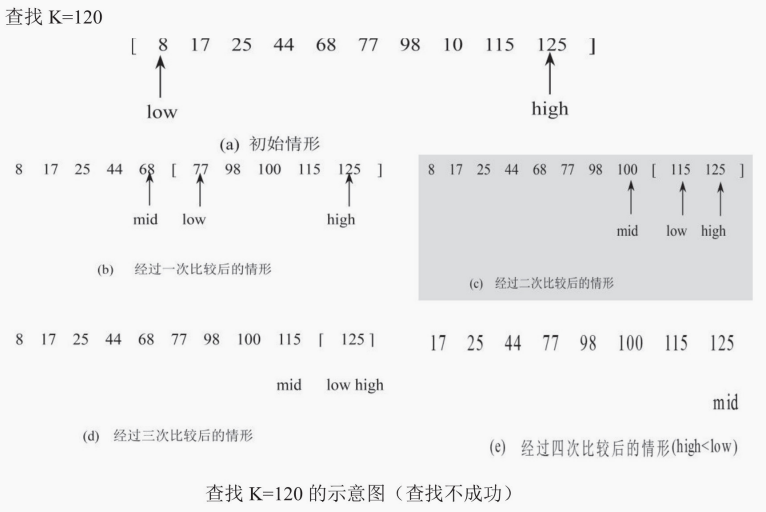 查找 K=120
[ 8 17 25 44 68 77 98 10 115 125 ]
low high
(a) 初始情形
8 17 25 44 68 [ 77 98 100 115 125 ]
mid low high
(b) 经过一次比较后的情形
8 17 25 44 68 77 98 100 [ 115 125 ]
mid low high
(c) 经过二次比较后的情形
8 17 25 44 68 77 98 100 115 [ 125 ]
mid low high
(d) 经过三次比较后的情形
17 25 44 77 98 100 115 125
mid
(e) 经过四次比较后的情形(high<low)
查找 K=120 的示意图（查找不成功）